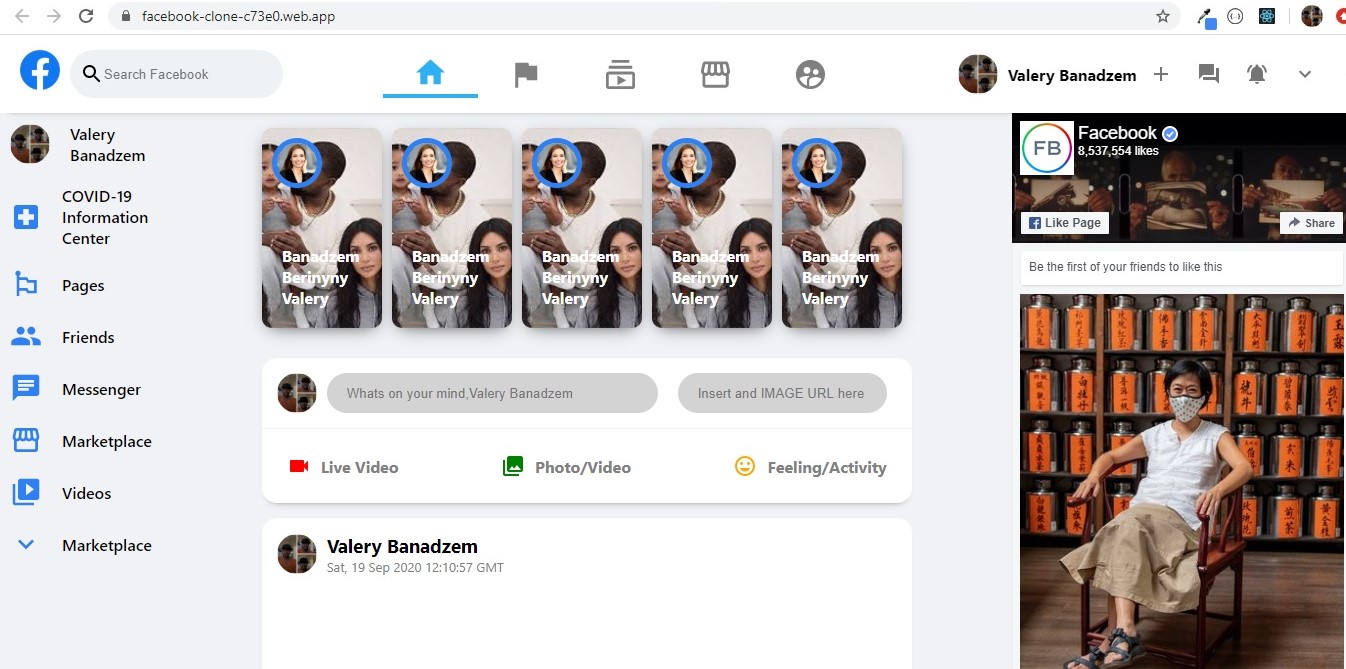 facebook-clone-c73e0.web.app
Search Facebook
Valery Banadzem
Valery
Banadzem
COVID-19
Information
Center
Pages
Friends
Messenger
Marketplace
Videos
Marketplace
Banadzem
Berinyny
Valery
Banadzem
Berinyny
Valery
Banadzem
Berinyny
Valery
Banadzem
Berinyny
Valery
Banadzem
Berinyny
Valery
Whats on your mind,Valery Banadzem
Insert and IMAGE URL here
Live Video
Photo/Video
Feeling/Activity
Valery Banadzem
Sat, 19 Sep 2020 12:10:57 GMT
FB
Facebook
8,537,554 likes
Like Page
Share
Be the first of your friends to like this